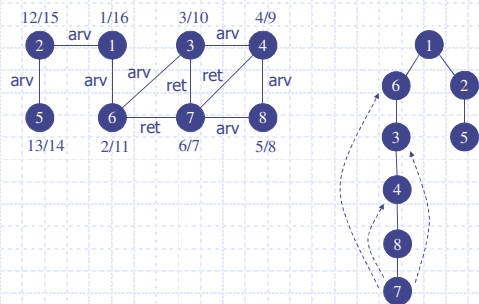 12/15 1/16 3/10 4/9
2 arv 1 3 arv 4
arv arv arv ret ret arv
5 6 ret 7 arv 8
13/14 2/11 6/7 5/8
1
6 2
3 5
4
8
7